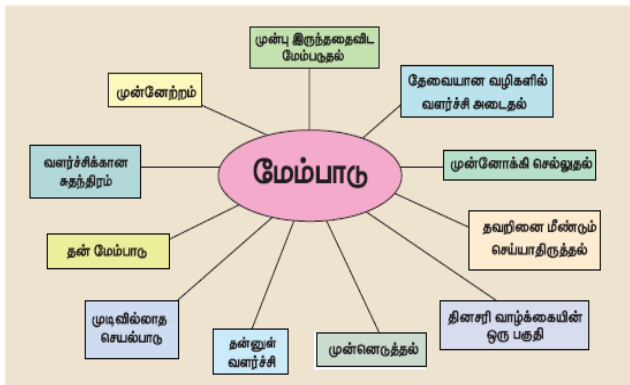 முன்பு இருந்ததைவிட
மேம்படுதல்
முன்னேற்றம்
தேவையான வழிகளில்
வளர்ச்சி அடைதல்
வளர்ச்சிக்கான
சுதந்திரம்
மேம்பாடு
முன்னோக்கி செல்லுதல்
தவறினை மீண்டும்
செய்யாதிருத்தல்
தன் மேம்பாடு
முடிவில்லாத
செயல்பாடு
தன்னுள்
வளர்ச்சி
முன்னெடுத்தல்
தினசரி வாழ்க்கையின்
ஒரு பகுதி